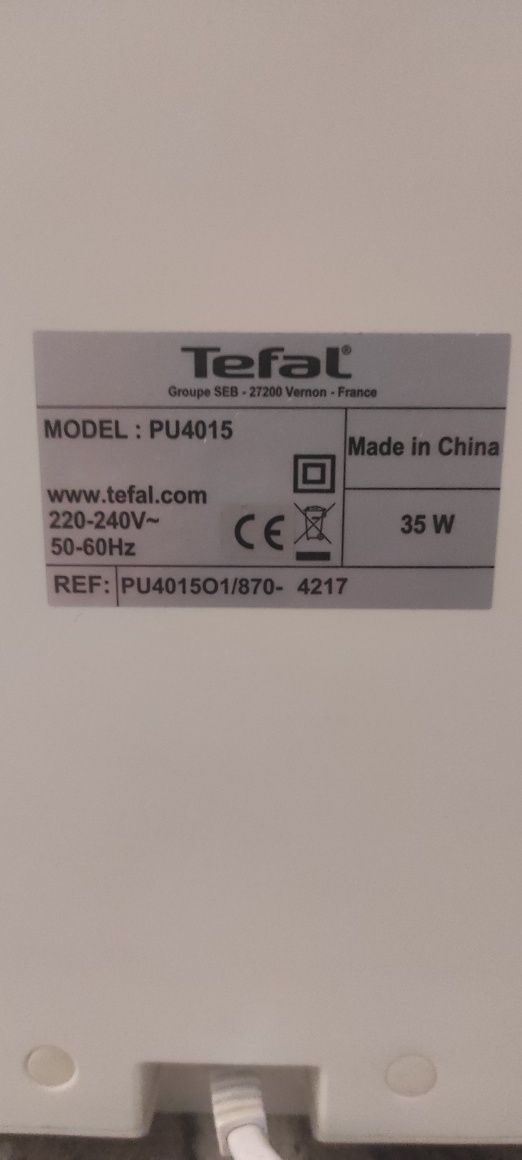 Tefal®
Groupe SEB - 27200 Vernon - France
MODEL : PU4015
Made in China
www.tefal.com
220-240V~
50-60Hz
CE
35 W
REF: PU4015O1/870- 4217